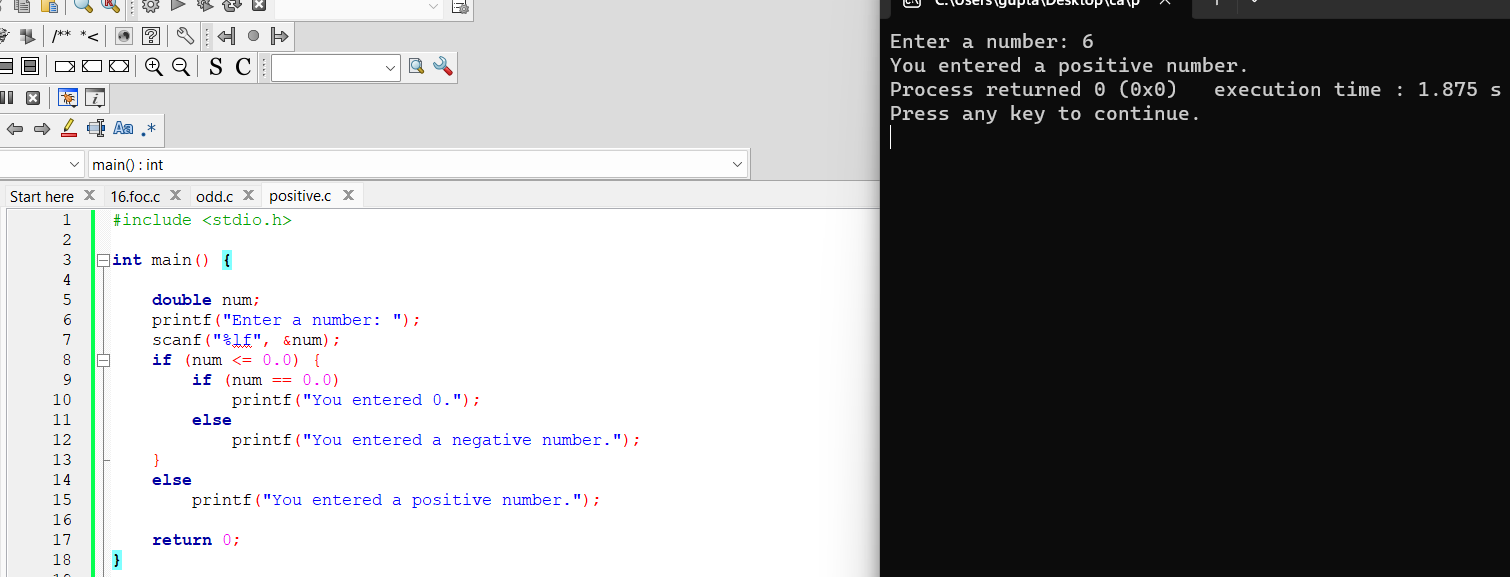 /** *<
S C
Aa .*
main() : int
Start here 16.foc.c odd.c positive.c
1 #include <stdio.h>
2
3 int main() {
4
5 double num;
6 printf("Enter a number: ");
7 scanf("%lf", &num);
8 if (num <= 0.0) {
9 if (num == 0.0)
10 printf("You entered 0.");
11 else
12 printf("You entered a negative number.");
13 }
14 else
15 printf("You entered a positive number.");
16
17 return 0;
18 }
C:\Users\gupta\Desktop\ca\p
Enter a number: 6
You entered a positive number.
Process returned 0 (0x0) execution time : 1.875 s
Press any key to continue.